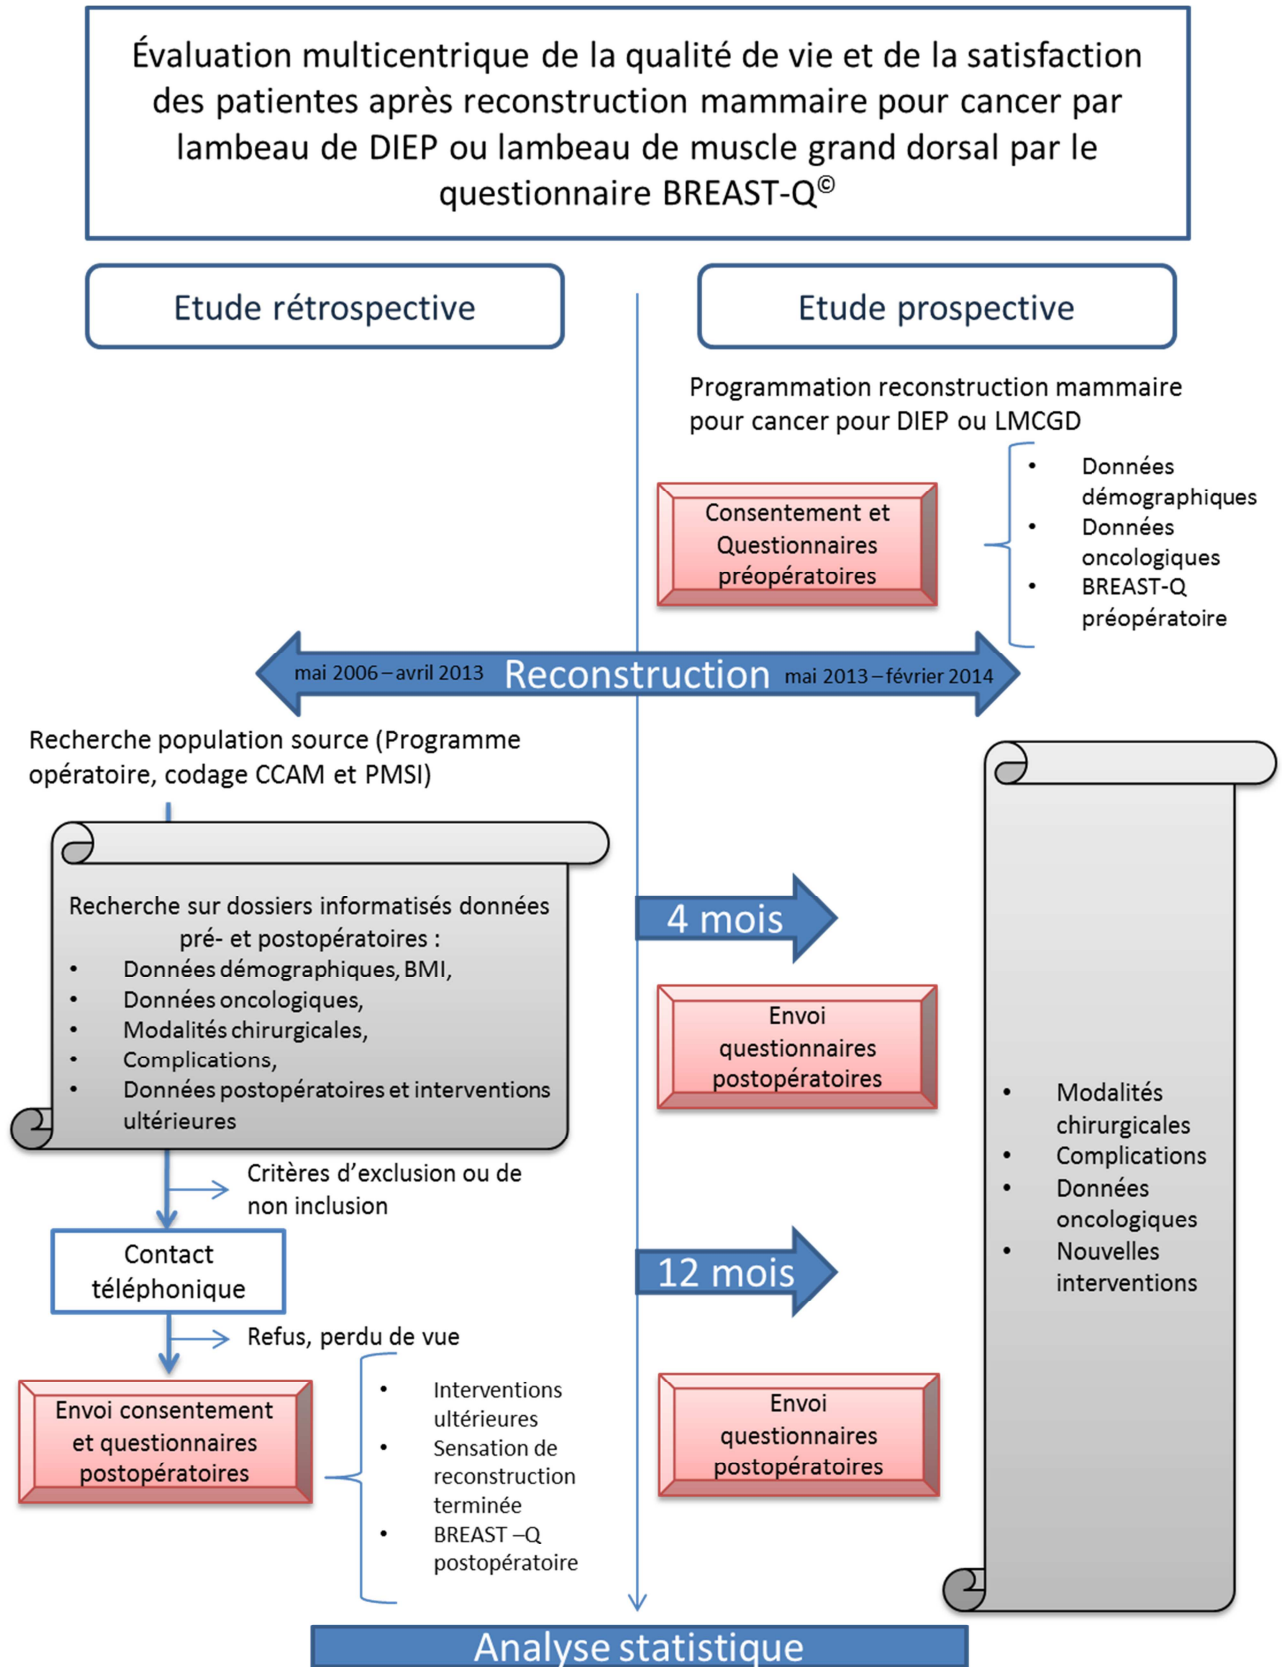 Évaluation multicentrique de la qualité de vie et de la satisfaction
des patientes après reconstruction mammaire pour cancer par
lambeau de DIEP ou lambeau de muscle grand dorsal par le
questionnaire BREAST-Q©
Etude rétrospective
Etude prospective
Programmation reconstruction mammaire
pour cancer pour DIEP ou LMCGD
Consentement et
Questionnaires
préopératoires
• Données
démographiques
• Données
oncologiques
• BREAST-Q
préopératoire
mai 2006 – avril 2013 Reconstruction mai 2013 – février 2014
Recherche population source (Programme
opératoire, codage CCAM et PMSI)
Recherche sur dossiers informatisés données
pré- et postopératoires :
• Données démographiques, BMI,
• Données oncologiques,
• Modalités chirurgicales,
• Complications,
• Données postopératoires et interventions
ultérieures
Critères d’exclusion ou de
non inclusion
Contact
téléphonique
Refus, perdu de vue
Envoi consentement
et questionnaires
postopératoires
• Interventions
ultérieures
• Sensation de
reconstruction
terminée
• BREAST –Q
postopératoire
4 mois
Envoi
questionnaires
postopératoires
12 mois
Envoi
questionnaires
postopératoires
• Modalités
chirurgicales
• Complications
• Données
oncologiques
• Nouvelles
interventions
Analyse statistique